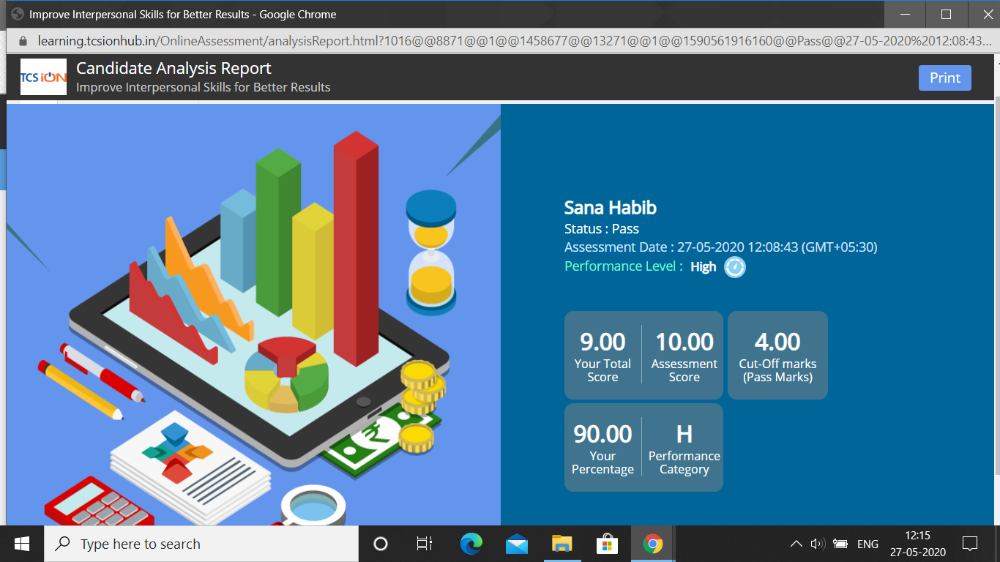 Improve Interpersonal Skills for Better Results - Google Chrome
learning.tcsionhub.in/OnlineAssessment/analysisReport.html?1016@@8871@@1@@1458677@@13271@@1@@1590561916160@@Pass@@27-05-2020%2012:08:43...
TCS iON
Candidate Analysis Report
Improve Interpersonal Skills for Better Results
Print
Sana Habib
Status : Pass
Assessment Date : 27-05-2020 12:08:43 (GMT+05:30)
Performance Level : High
9.00
Your Total
Score
10.00
Assessment
Score
4.00
Cut-Off marks
(Pass Marks)
90.00
Your
Percentage
H
Performance
Category
₹
Type here to search
ENG
12:15
27-05-2020